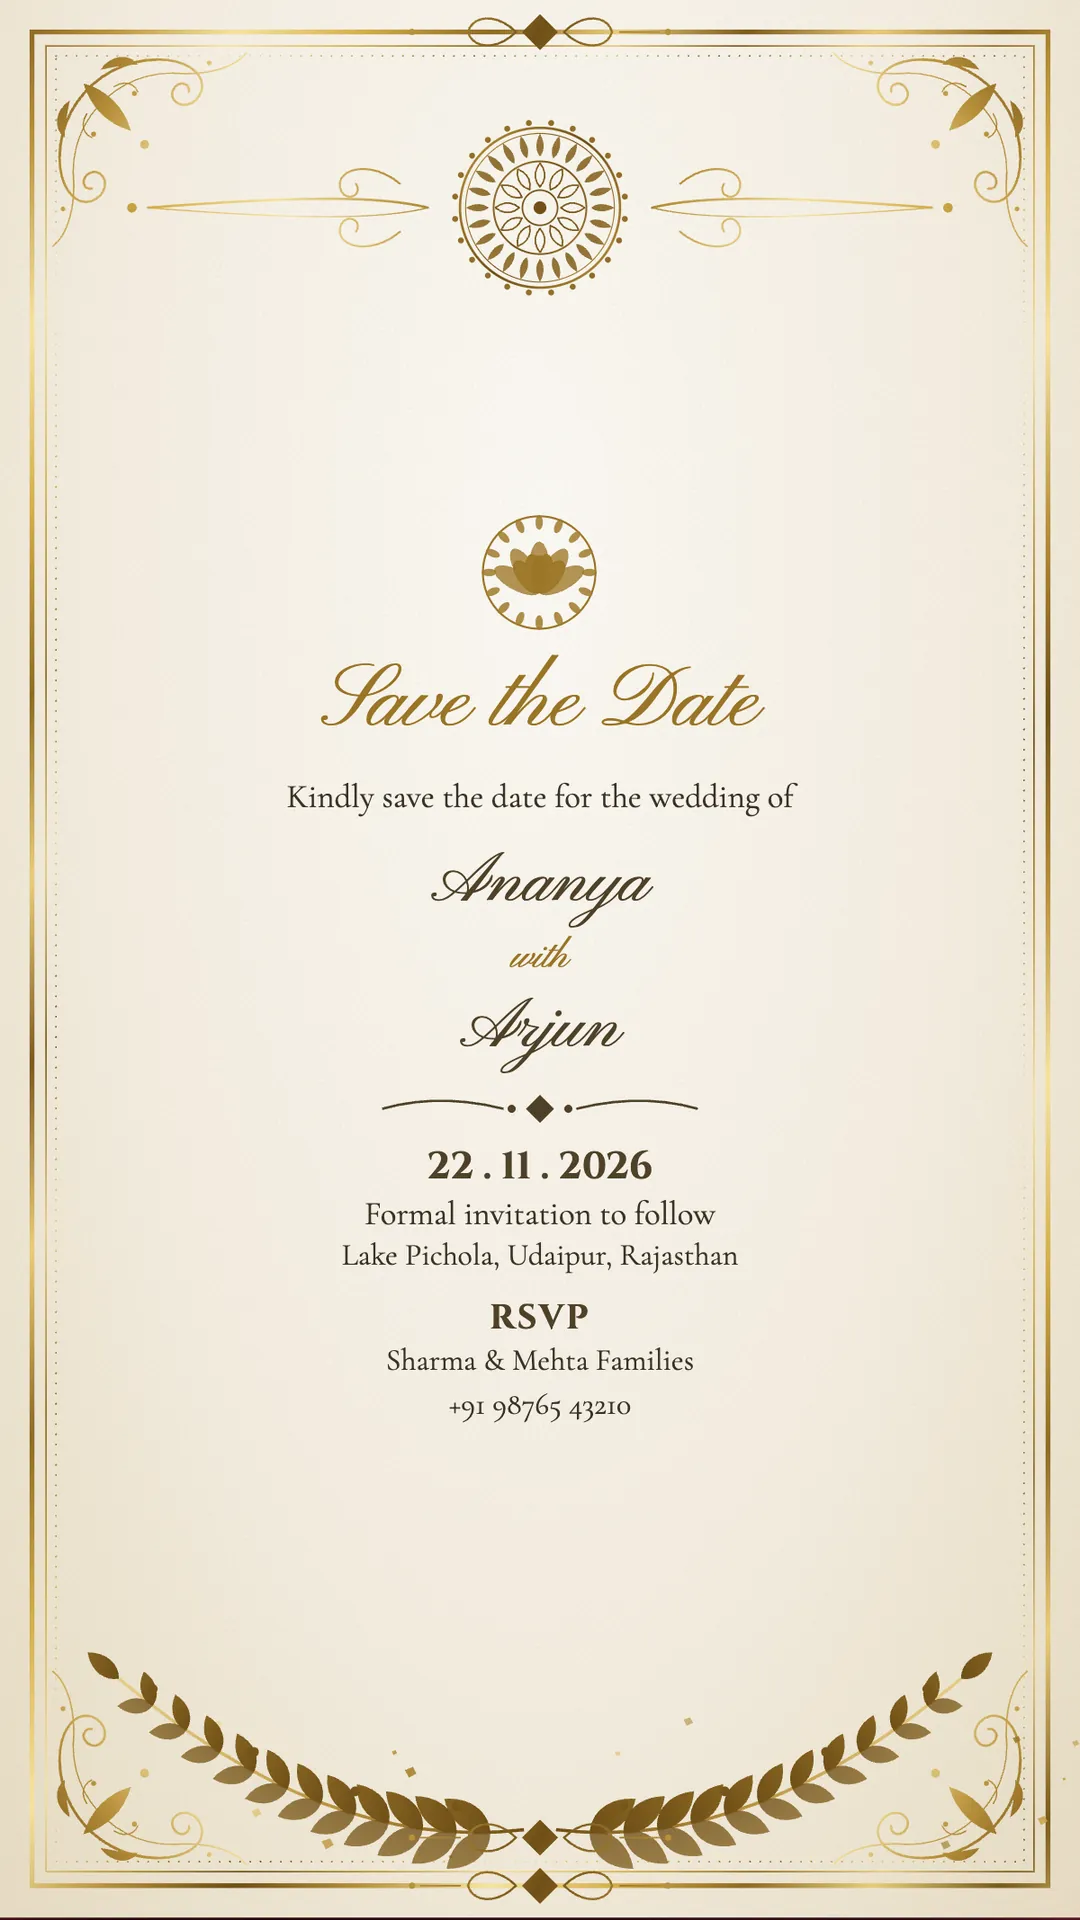 Save the Date
Kindly save the date for the wedding of
Ananya
with
Arjun
22 . 11 . 2026
Formal invitation to follow
Lake Pichola, Udaipur, Rajasthan
RSVP
Sharma & Mehta Families
+91 98765 43210